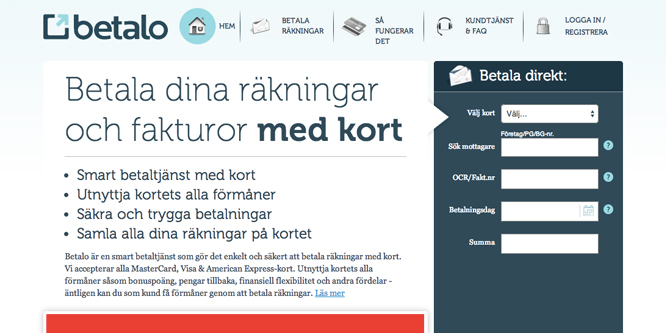 betalo
HEM
BETALA
RÄKNINGAR
SÅ
FUNGERAR
DET
KUNDTJÄNST
& FAQ
LOGGA IN /
REGISTRERA
Betala dina räkningar
och fakturor med kort
• Smart betaltjänst med kort
• Utnyttja kortets alla förmåner
• Säkra och trygga betalningar
• Samla alla dina räkningar på kortet
Betalo är en smart betaltjänst som gör det enkelt och säkert att betala räkningar med kort.
Vi accepterar alla MasterCard, Visa & American Express-kort. Utnyttja kortets alla
förmåner såsom bonuspoäng, pengar tillbaka, finansiell flexibilitet och andra fördelar -
äntligen kan du som kund få förmåner genom att betala räkningar. Läs mer
Betala direkt:
Välj kort
Välj...
Företag/PG/BG-nr.
Sök mottagare
?
OCR/Fakt.nr
?
Betalningsdag
?
Summa